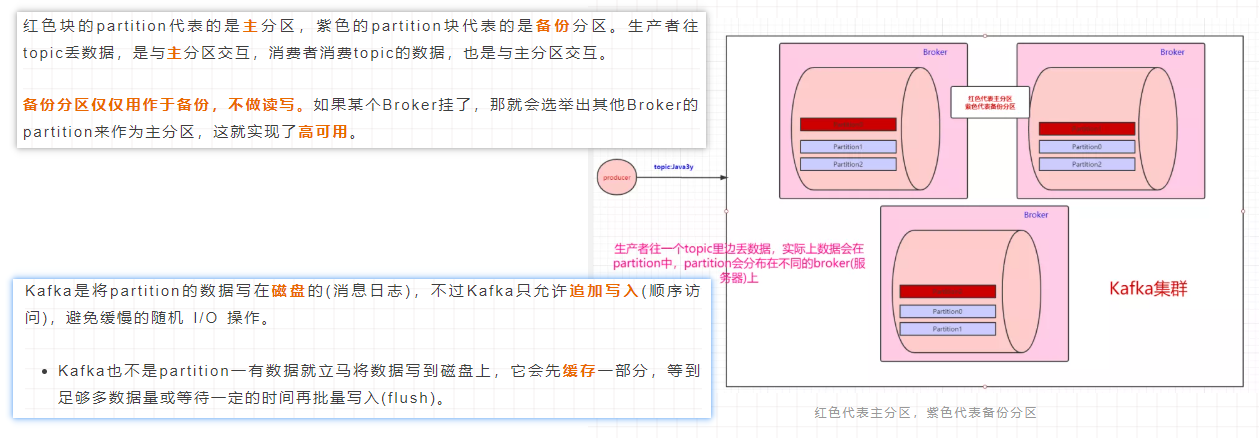 红色块的partition代表的是主分区，紫色的partition块代表的是备份分区。生产者往
topic丢数据，是与主分区交互，消费者消费topic的数据，也是与主分区交互。
备份分区仅仅用作于备份，不做读写。如果某个Broker挂了，那就会选举出其他Broker的
partition来作为主分区，这就实现了高可用。
Kafka是将partition的数据写在磁盘的(消息日志)，不过Kafka只允许追加写入(顺序访
问)，避免缓慢的随机 I/O 操作。
• Kafka也不是partition一有数据就立马将数据写到磁盘上，它会先缓存一部分，等到
足够多数据量或等待一定的时间再批量写入(flush)。
producer
topic:Java3y
Broker
Partition1
Partition2
红色代表主分区
紫色代表备份分区
Broker
Partition0
Partition2
Broker
Partition0
Partition1
生产者往一个topic里边丢数据，实际上数据会在
partition中，partition会分布在不同的broker(服
务器)上
Kafka集群
红色代表主分区，紫色代表备份分区